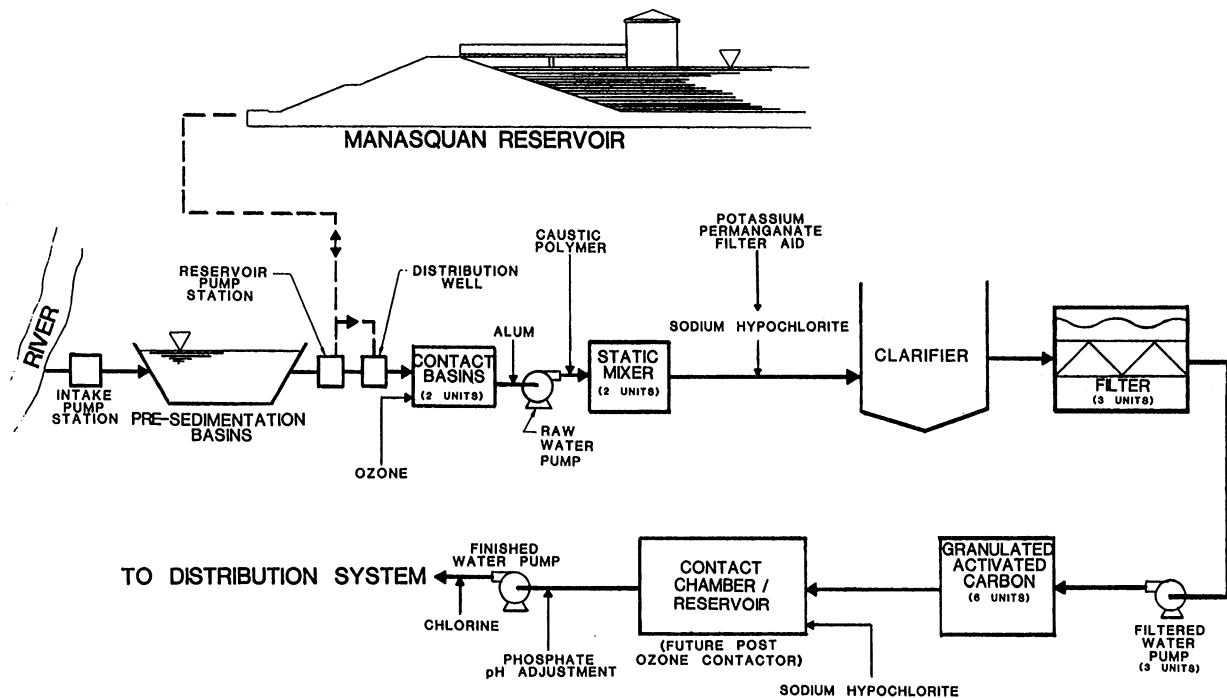 MANASQUAN RESERVOIR
RIVER
INTAKE
PUMP
STATION
PRE-SEDIMENTATION
BASINS
RESERVOIR
PUMP
STATION
DISTRIBUTION
WELL
CONTACT
BASINS
(2 UNITS)
OZONE
ALUM
RAW
WATER
PUMP
CAUSTIC
POLYMER
STATIC
MIXER
(2 UNITS)
POTASSIUM
PERMANGANATE
FILTER AID
SODIUM HYPOCHLORITE
CLARIFIER
FILTER
(3 UNITS)
FILTERED
WATER
PUMP
(3 UNITS)
GRANULATED
ACTIVATED
CARBON
(6 UNITS)
CONTACT
CHAMBER /
RESERVOIR
(FUTURE POST
OZONE CONTACTOR)
SODIUM HYPOCHLORITE
FINISHED
WATER PUMP
PHOSPHATE
pH ADJUSTMENT
CHLORINE
TO DISTRIBUTION SYSTEM